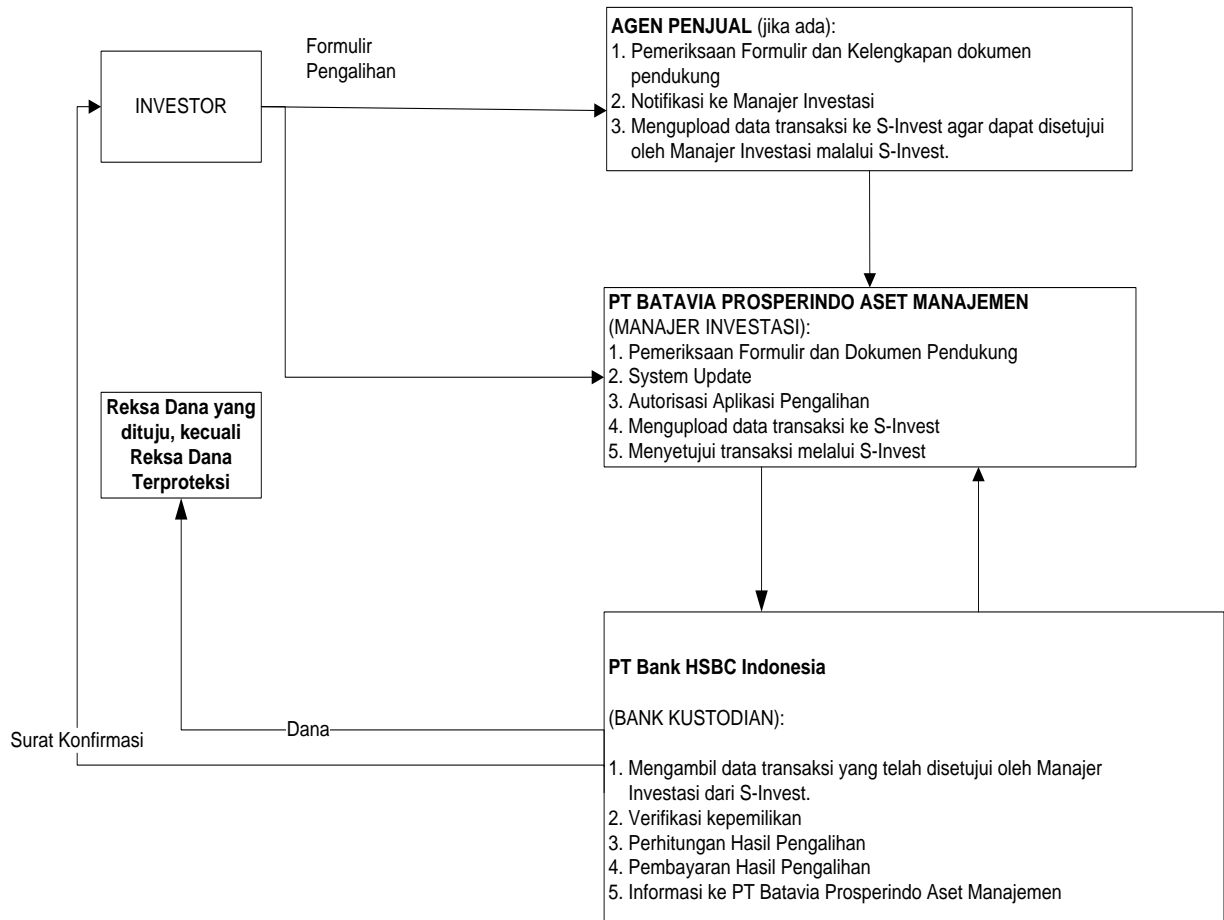 Formulir
Pengalihan
INVESTOR
AGEN PENJUAL (jika ada):
1. Pemeriksaan Formulir dan Kelengkapan dokumen
pendukung
2. Notifikasi ke Manajer Investasi
3. Mengupload data transaksi ke S-Invest agar dapat disetujui
oleh Manajer Investasi malalui S-Invest.
PT BATAVIA PROSPERINDO ASET MANAJEMEN
(MANAJER INVESTASI):
1. Pemeriksaan Formulir dan Dokumen Pendukung
2. System Update
3. Autorisasi Aplikasi Pengalihan
4. Mengupload data transaksi ke S-Invest
5. Menyetujui transaksi melalui S-Invest
Reksa Dana yang
dituju, kecuali
Reksa Dana
Terproteksi
Surat Konfirmasi
Dana
PT Bank HSBC Indonesia
(BANK KUSTODIAN):
1. Mengambil data transaksi yang telah disetujui oleh Manajer
Investasi dari S-Invest.
2. Verifikasi kepemilikan
3. Perhitungan Hasil Pengalihan
4. Pembayaran Hasil Pengalihan
5. Informasi ke PT Batavia Prosperindo Aset Manajemen